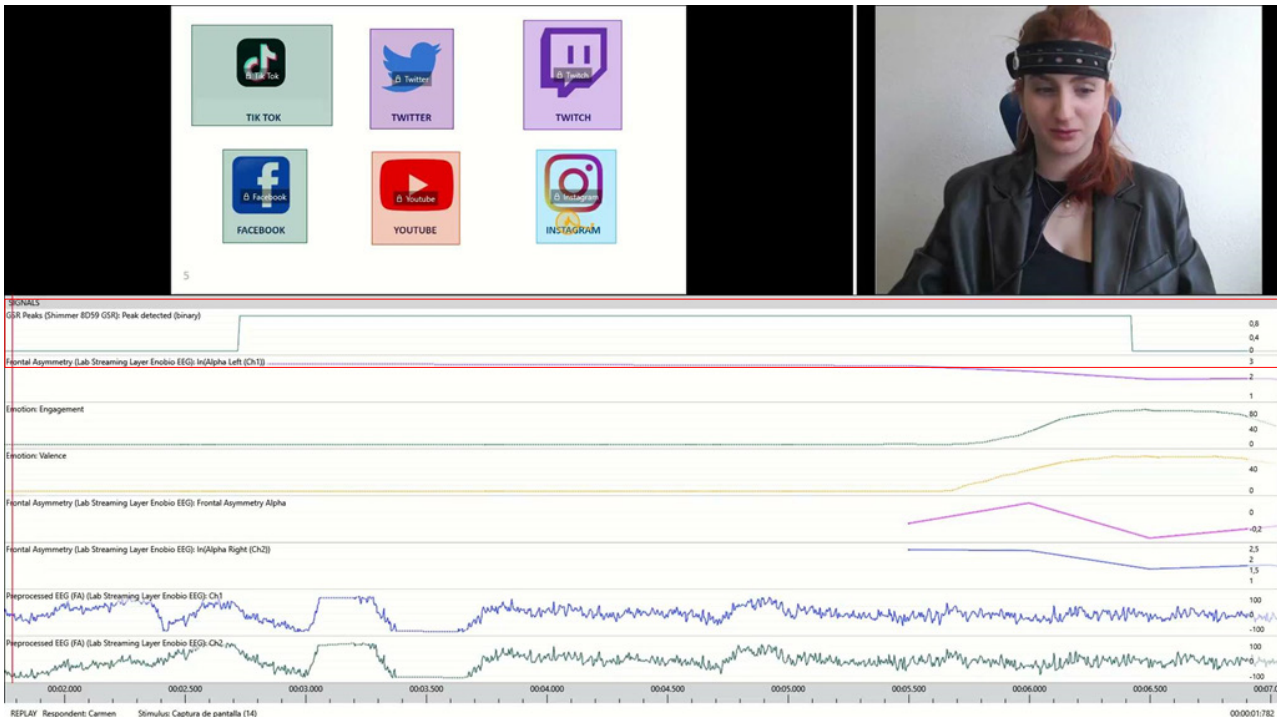 Tik Tok
Twitter
Twitch
TIK TOK
TWITTER
TWITCH
Facebook
Youtube
Instagram
FACEBOOK
YOUTUBE
INSTAGRAM
5
SIGNALS
GSR Peaks (Shimmer 8D59 GSR): Peak detected (binary)
0,8
0,4
0
Frontal Asymmetry (Lab Streaming Layer Enobio EEG): ln(Alpha Left (Ch1))
3
2
1
Emotion: Engagement
80
40
0
Emotion: Valence
40
0
Frontal Asymmetry (Lab Streaming Layer Enobio EEG): Frontal Asymmetry Alpha
0
-0,2
Frontal Asymmetry (Lab Streaming Layer Enobio EEG): ln(Alpha Right (Ch2))
2,5
2
1,5
1
Preprocessed EEG (FA) (Lab Streaming Layer Enobio EEG): Ch1
100
0
-100
Preprocessed EEG (FA) (Lab Streaming Layer Enobio EEG): Ch2
100
0
-100
00:02.000 00:02.500 00:03.000 00:03.500 00:04.000 00:04.500 00:05.000 00:05.500 00:06.000 00:06.500 00:07.0
REPLAY Respondent: Carmen Stimulus: Captura de pantalla (14) 00:00:01:782